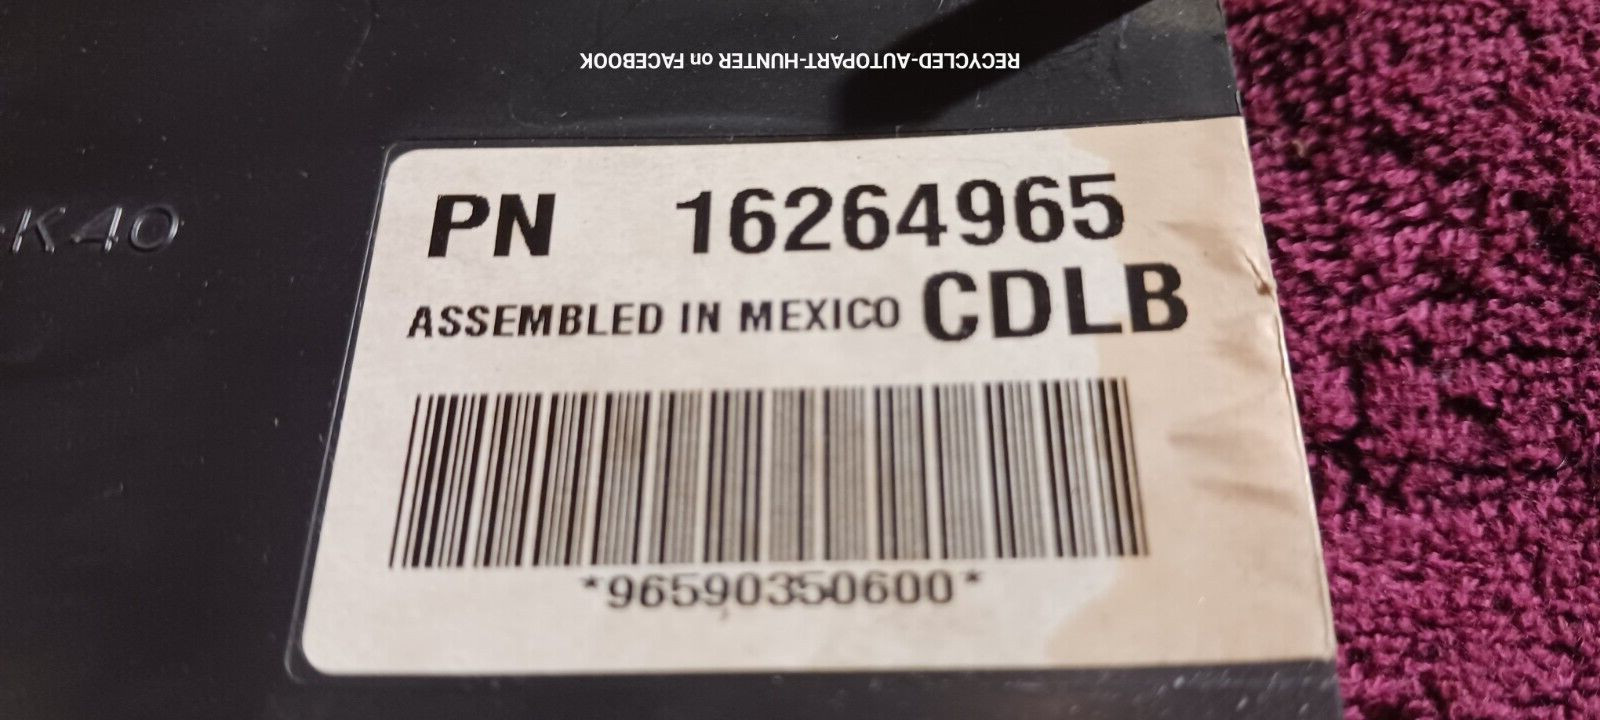 RECYCLED-AUTOPART-HUNTER on FACEBOOK
PN 16264965
ASSEMBLED IN MEXICO CDLB
*96590350600*
-K40